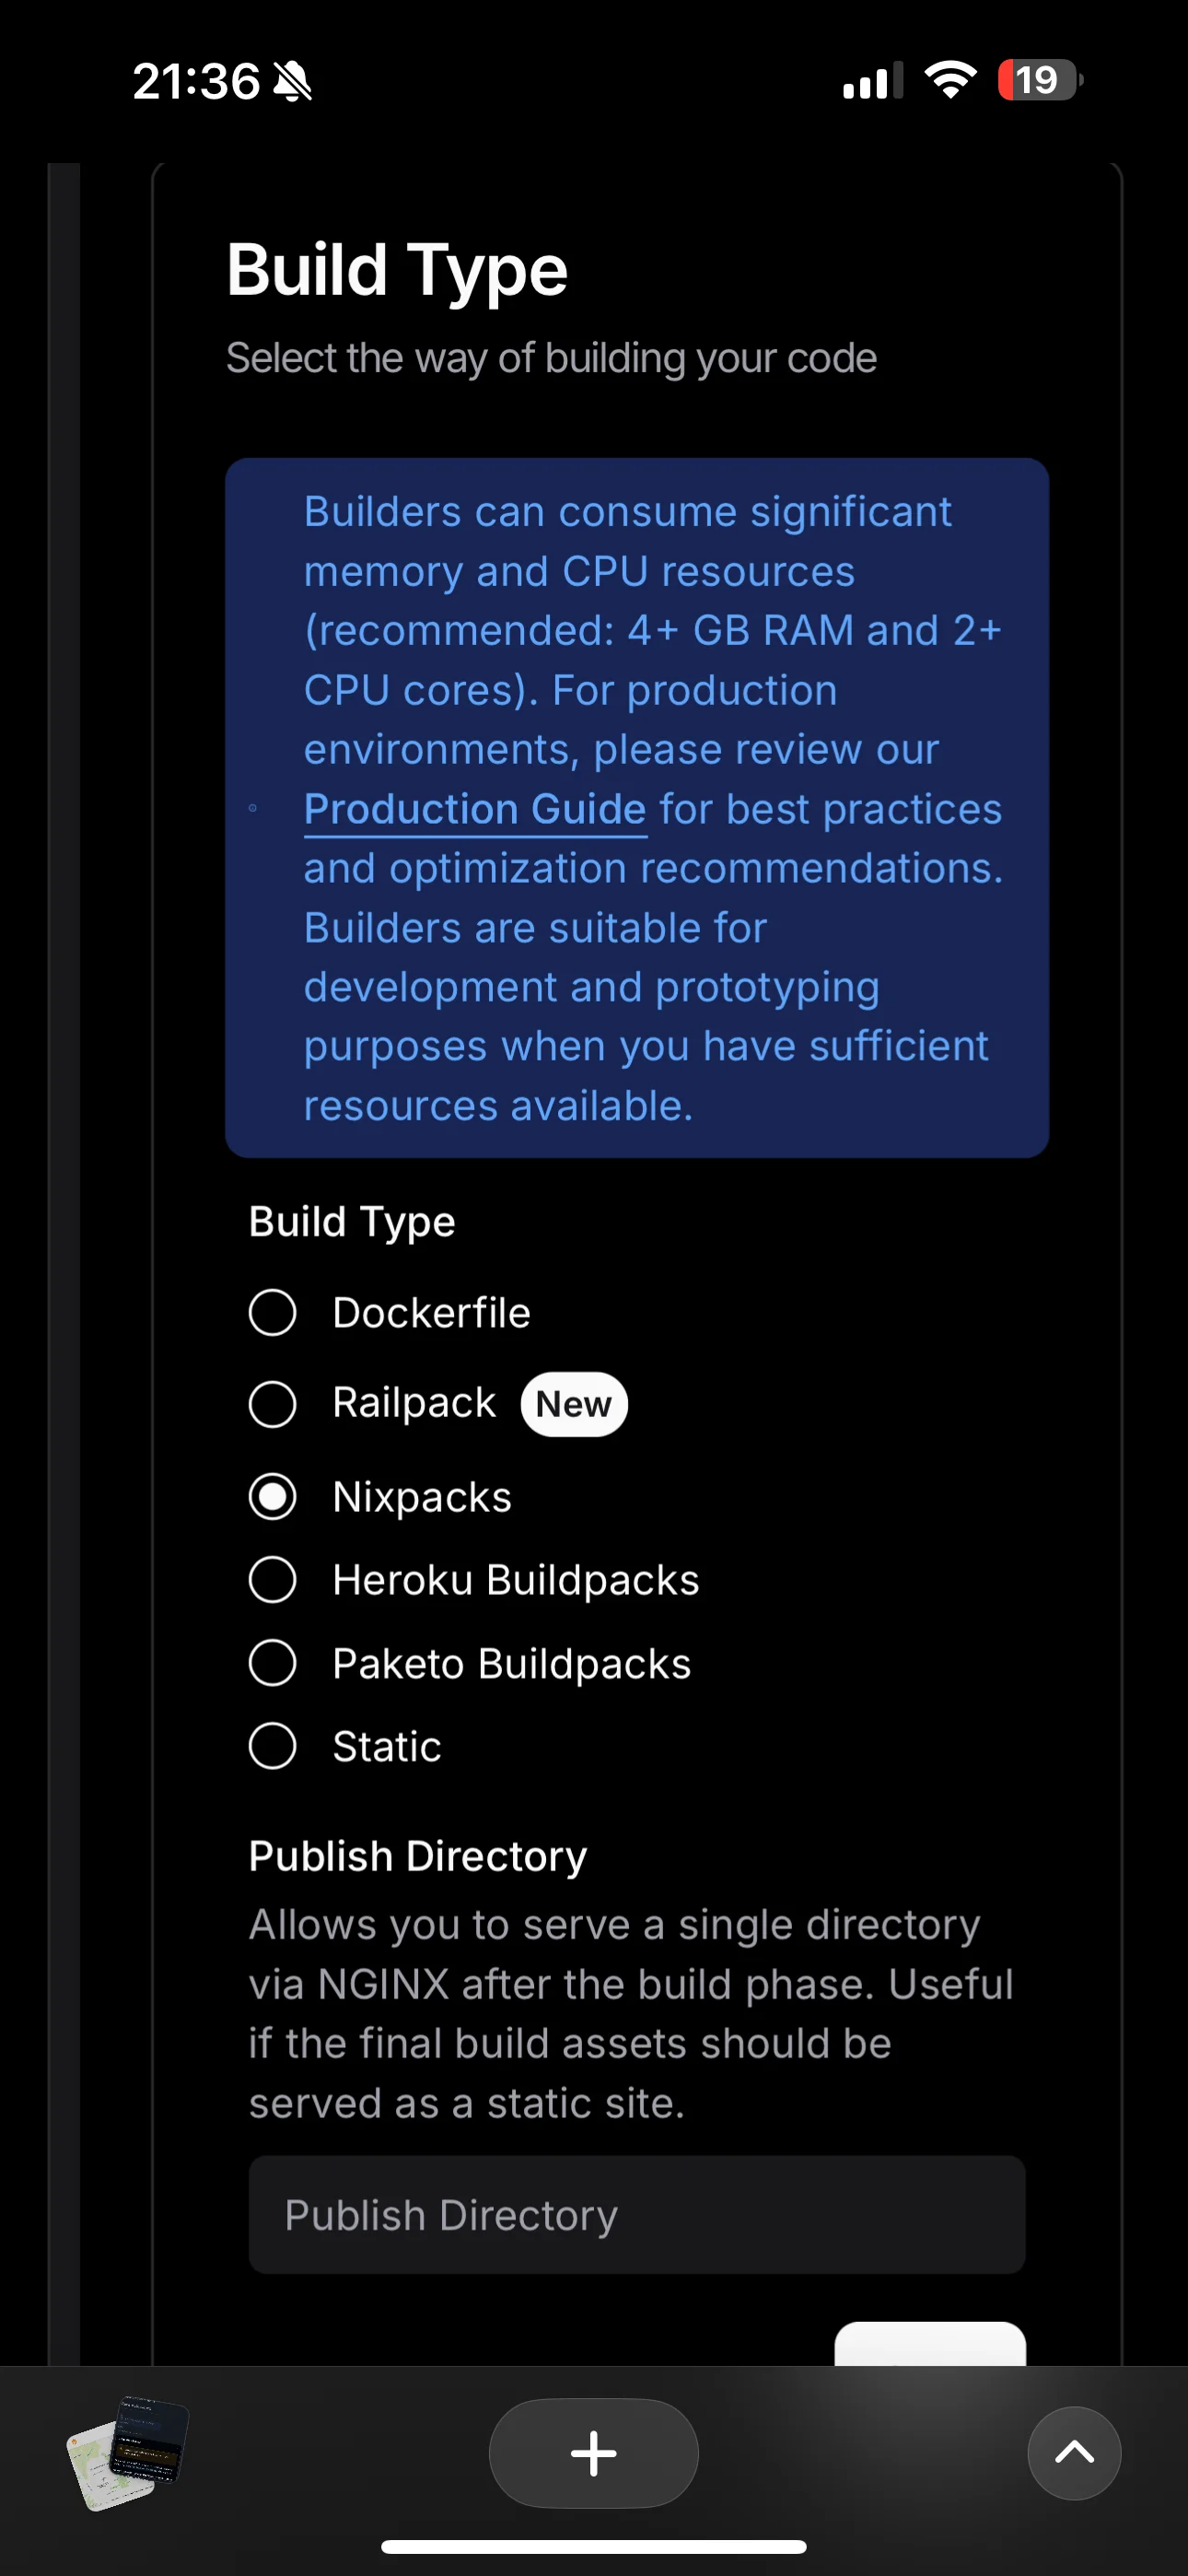 21:36
19
Build Type
Select the way of building your code
Builders can consume significant
memory and CPU resources
(recommended: 4+ GB RAM and 2+
CPU cores). For production
environments, please review our
Production Guide for best practices
and optimization recommendations.
Builders are suitable for
development and prototyping
purposes when you have sufficient
resources available.
Build Type
Dockerfile
Railpack New
Nixpacks
Heroku Buildpacks
Paketo Buildpacks
Static
Publish Directory
Allows you to serve a single directory
via NGINX after the build phase. Useful
if the final build assets should be
served as a static site.
Publish Directory